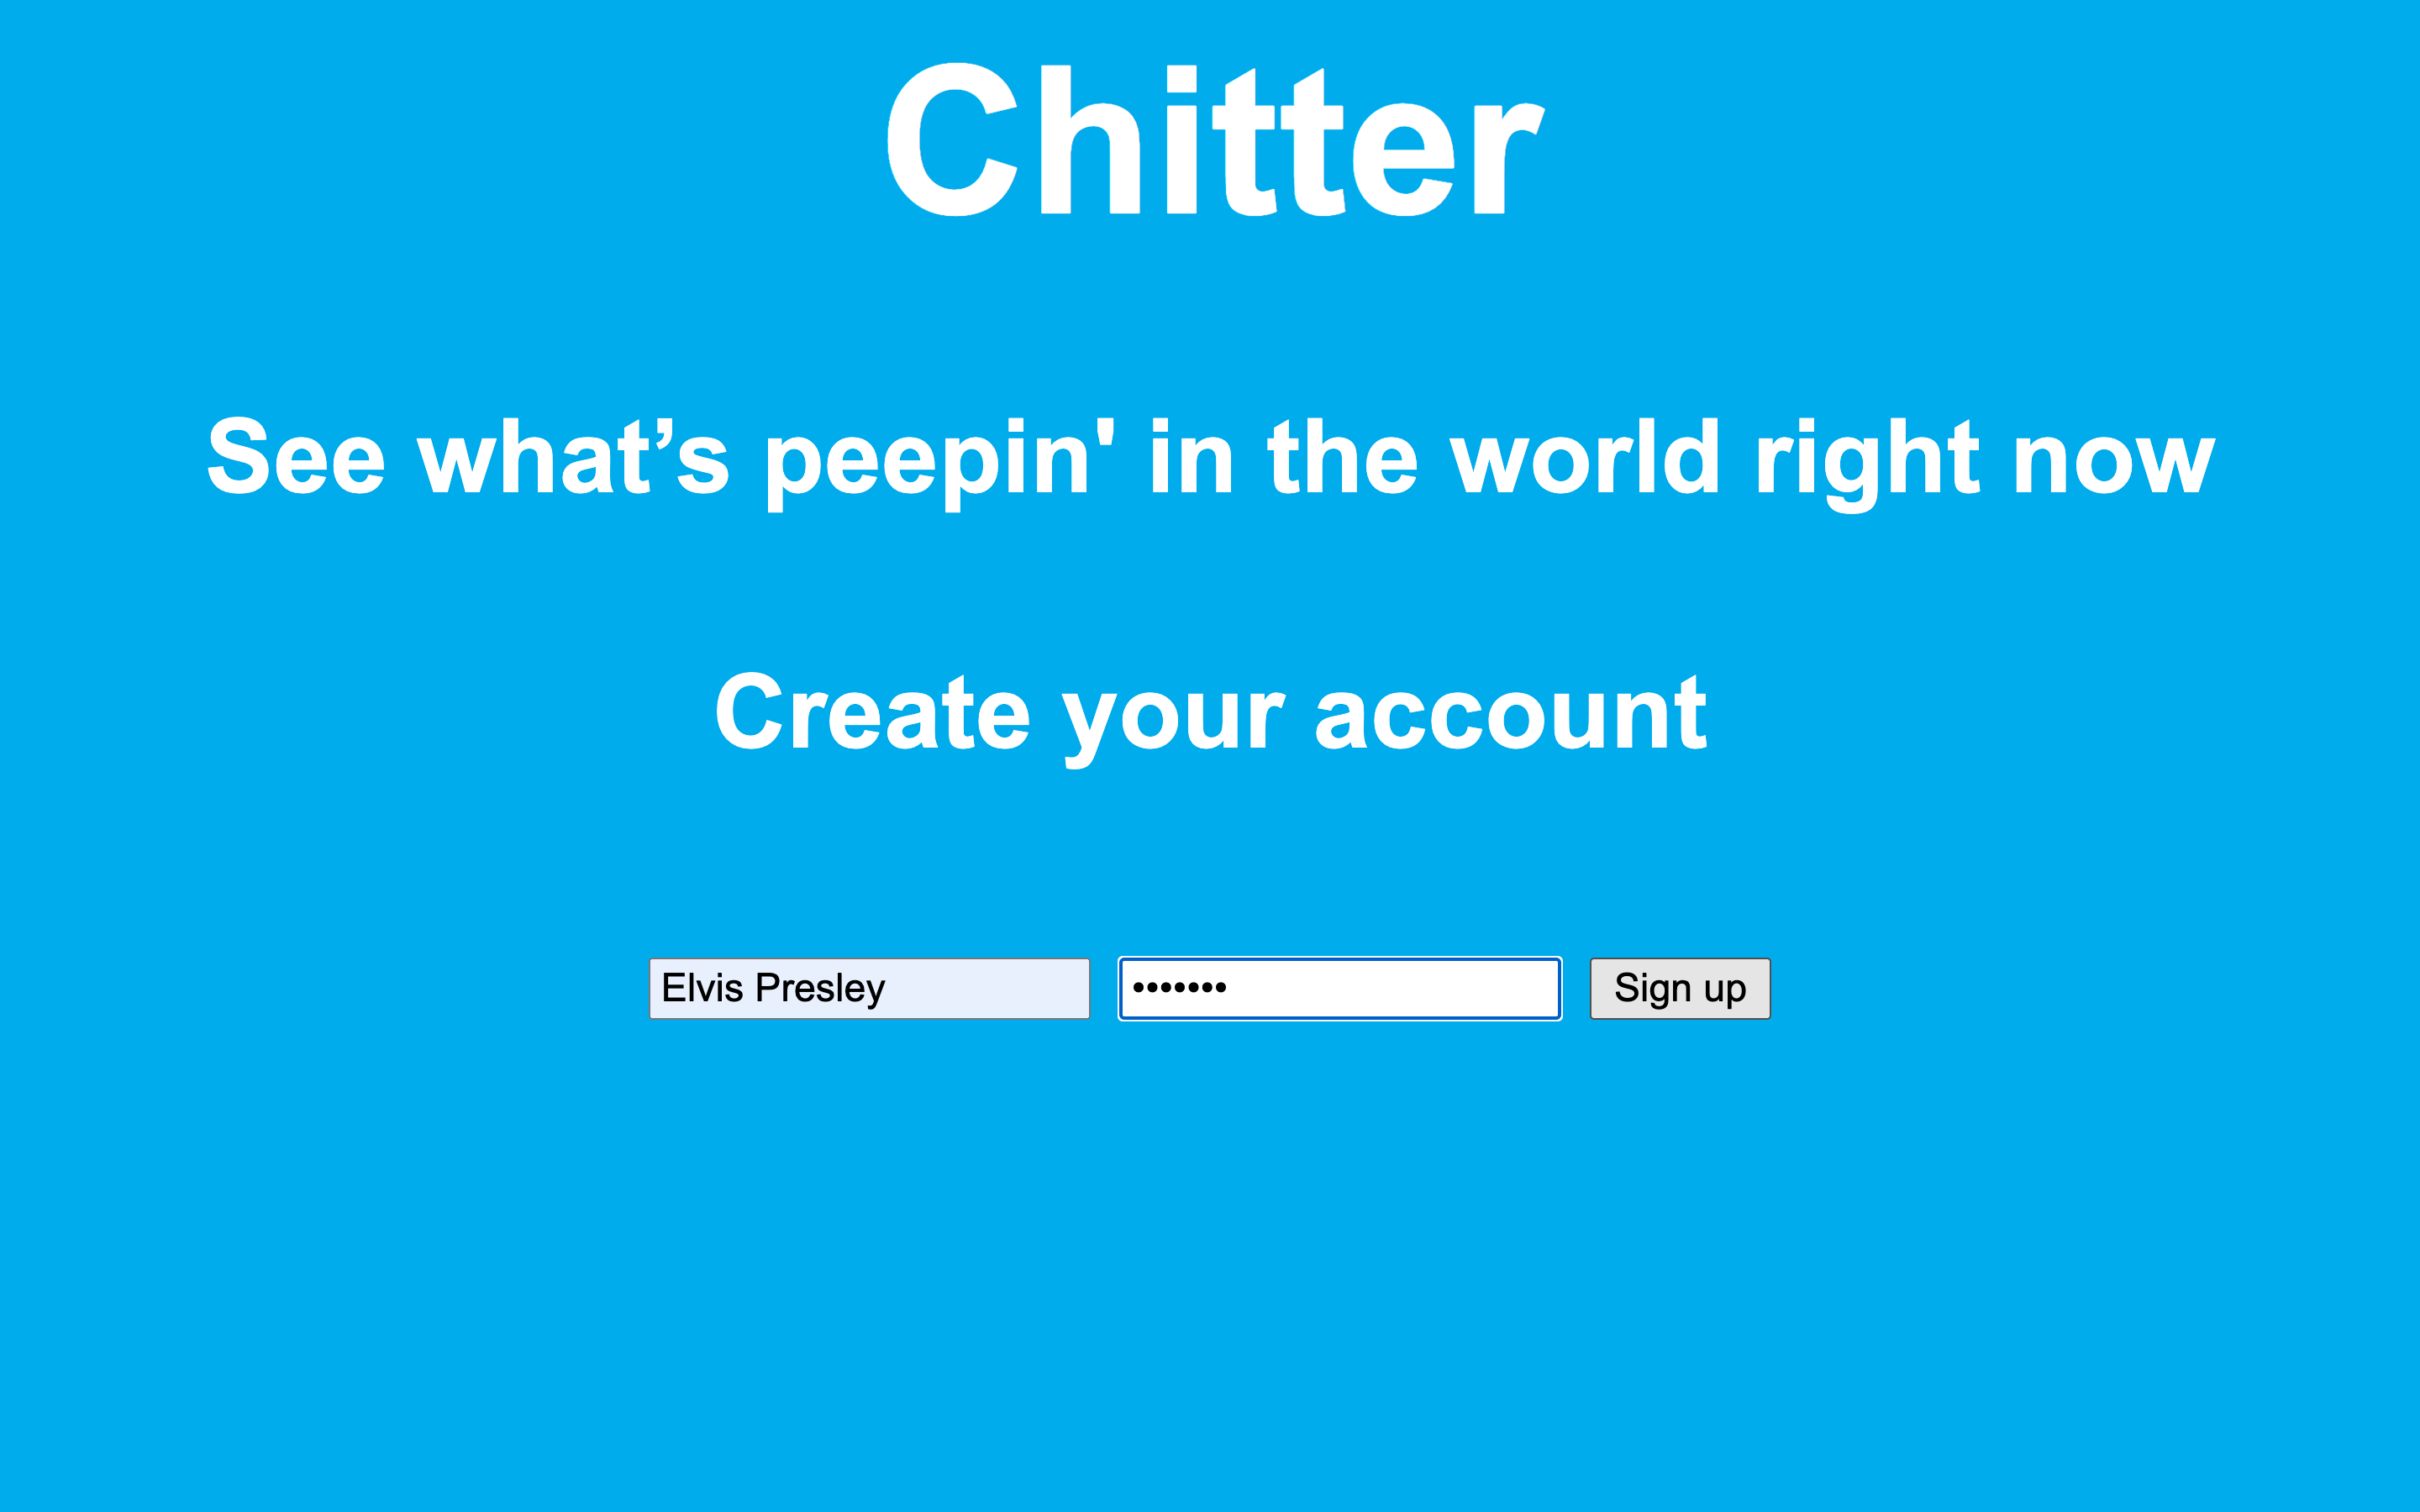 Chitter
See what’s peepin' in the world right now
Create your account
Elvis Presley ••••••• Sign up